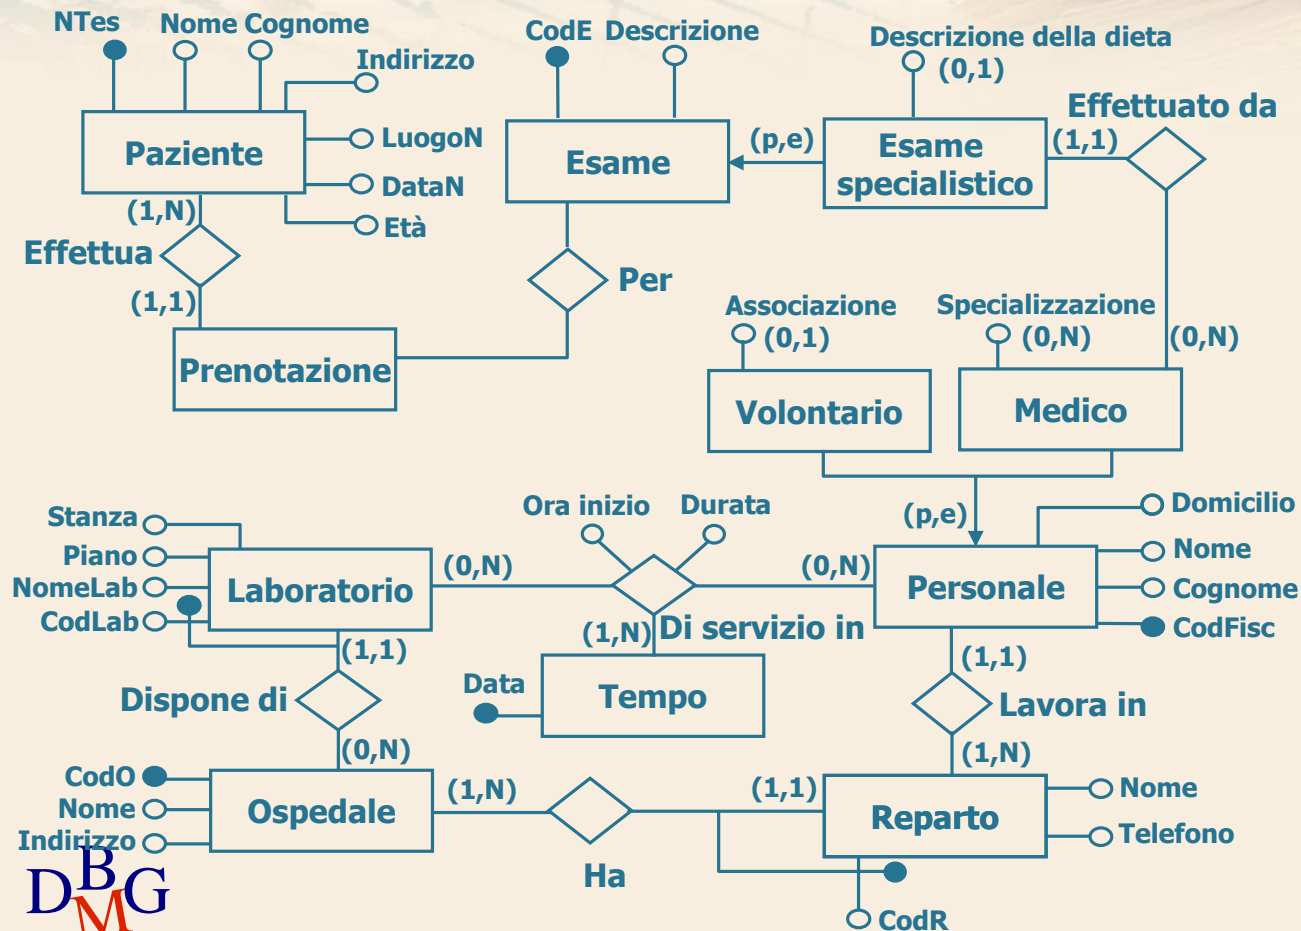 NTes
Nome Cognome
CodE Descrizione
Descrizione della dieta
(0,1)
Indirizzo
Effettuato da
Paziente
LuogoN
DataN
Età
Esame
(p,e)
Esame
specialistico
(1,1)
(1,N)
Effettua
(1,1)
Per
Prenotazione
Associazione
(0,1)
Specializzazione
(0,N)
(0,N)
Volontario
Medico
Stanza
Piano
NomeLab
CodLab
Laboratorio
(0,N)
Ora inizio
Durata
(0,N)
(p,e)
Personale
Domicilio
Nome
Cognome
CodFisc
(1,1)
(1,N)
Di servizio in
(1,1)
Dispone di
Data
Tempo
Lavora in
(0,N)
(1,N)
CodO
Nome
Indirizzo
Ospedale
(1,N)
Ha
(1,1)
Reparto
Nome
Telefono
CodR
DBMG